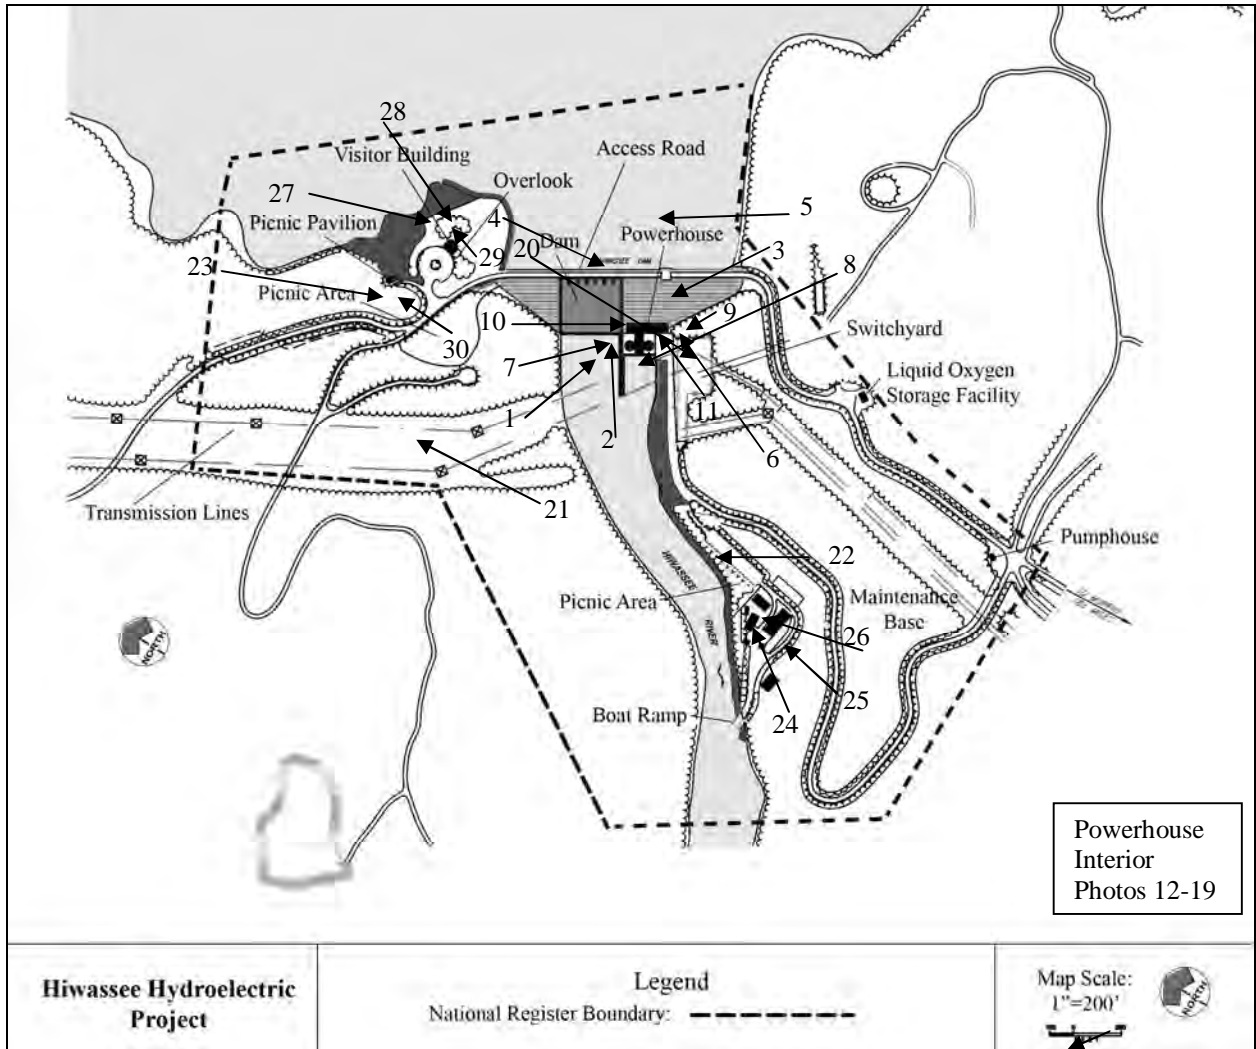 28
Visitor Building
Access Road
27
Overlook
Picnic Pavilion
4
5
Powerhouse
20
Dam
HIWASSEE DAM
3
29
8
23
Picnic Area
10
9
Switchyard
30
7
Liquid Oxygen
Storage Facility
1
2
11
6
21
Transmission Lines
Pumphouse
22
HIWASSEE
RIVER
Picnic Area
Maintenance
Base
26
25
24
Boat Ramp
NORTH
Powerhouse
Interior
Photos 12-19
Hiwassee Hydroelectric
Project
Legend
National Register Boundary:
Map Scale:
1"=200'
NORTH